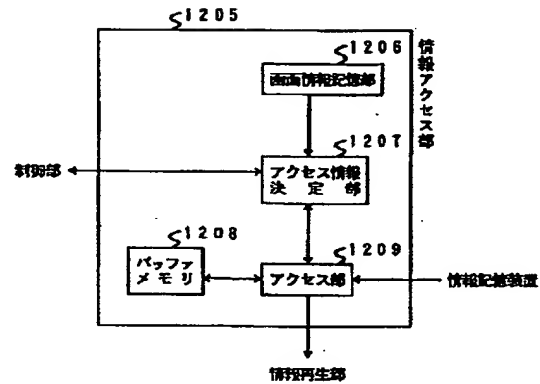 1205
1206
情報アクセス部
画面情報記憶部
1207
制御部
アクセス情報
決定部
1208
1209
バッファ
メモリ
アクセス部
情報記憶装置
情報再生部